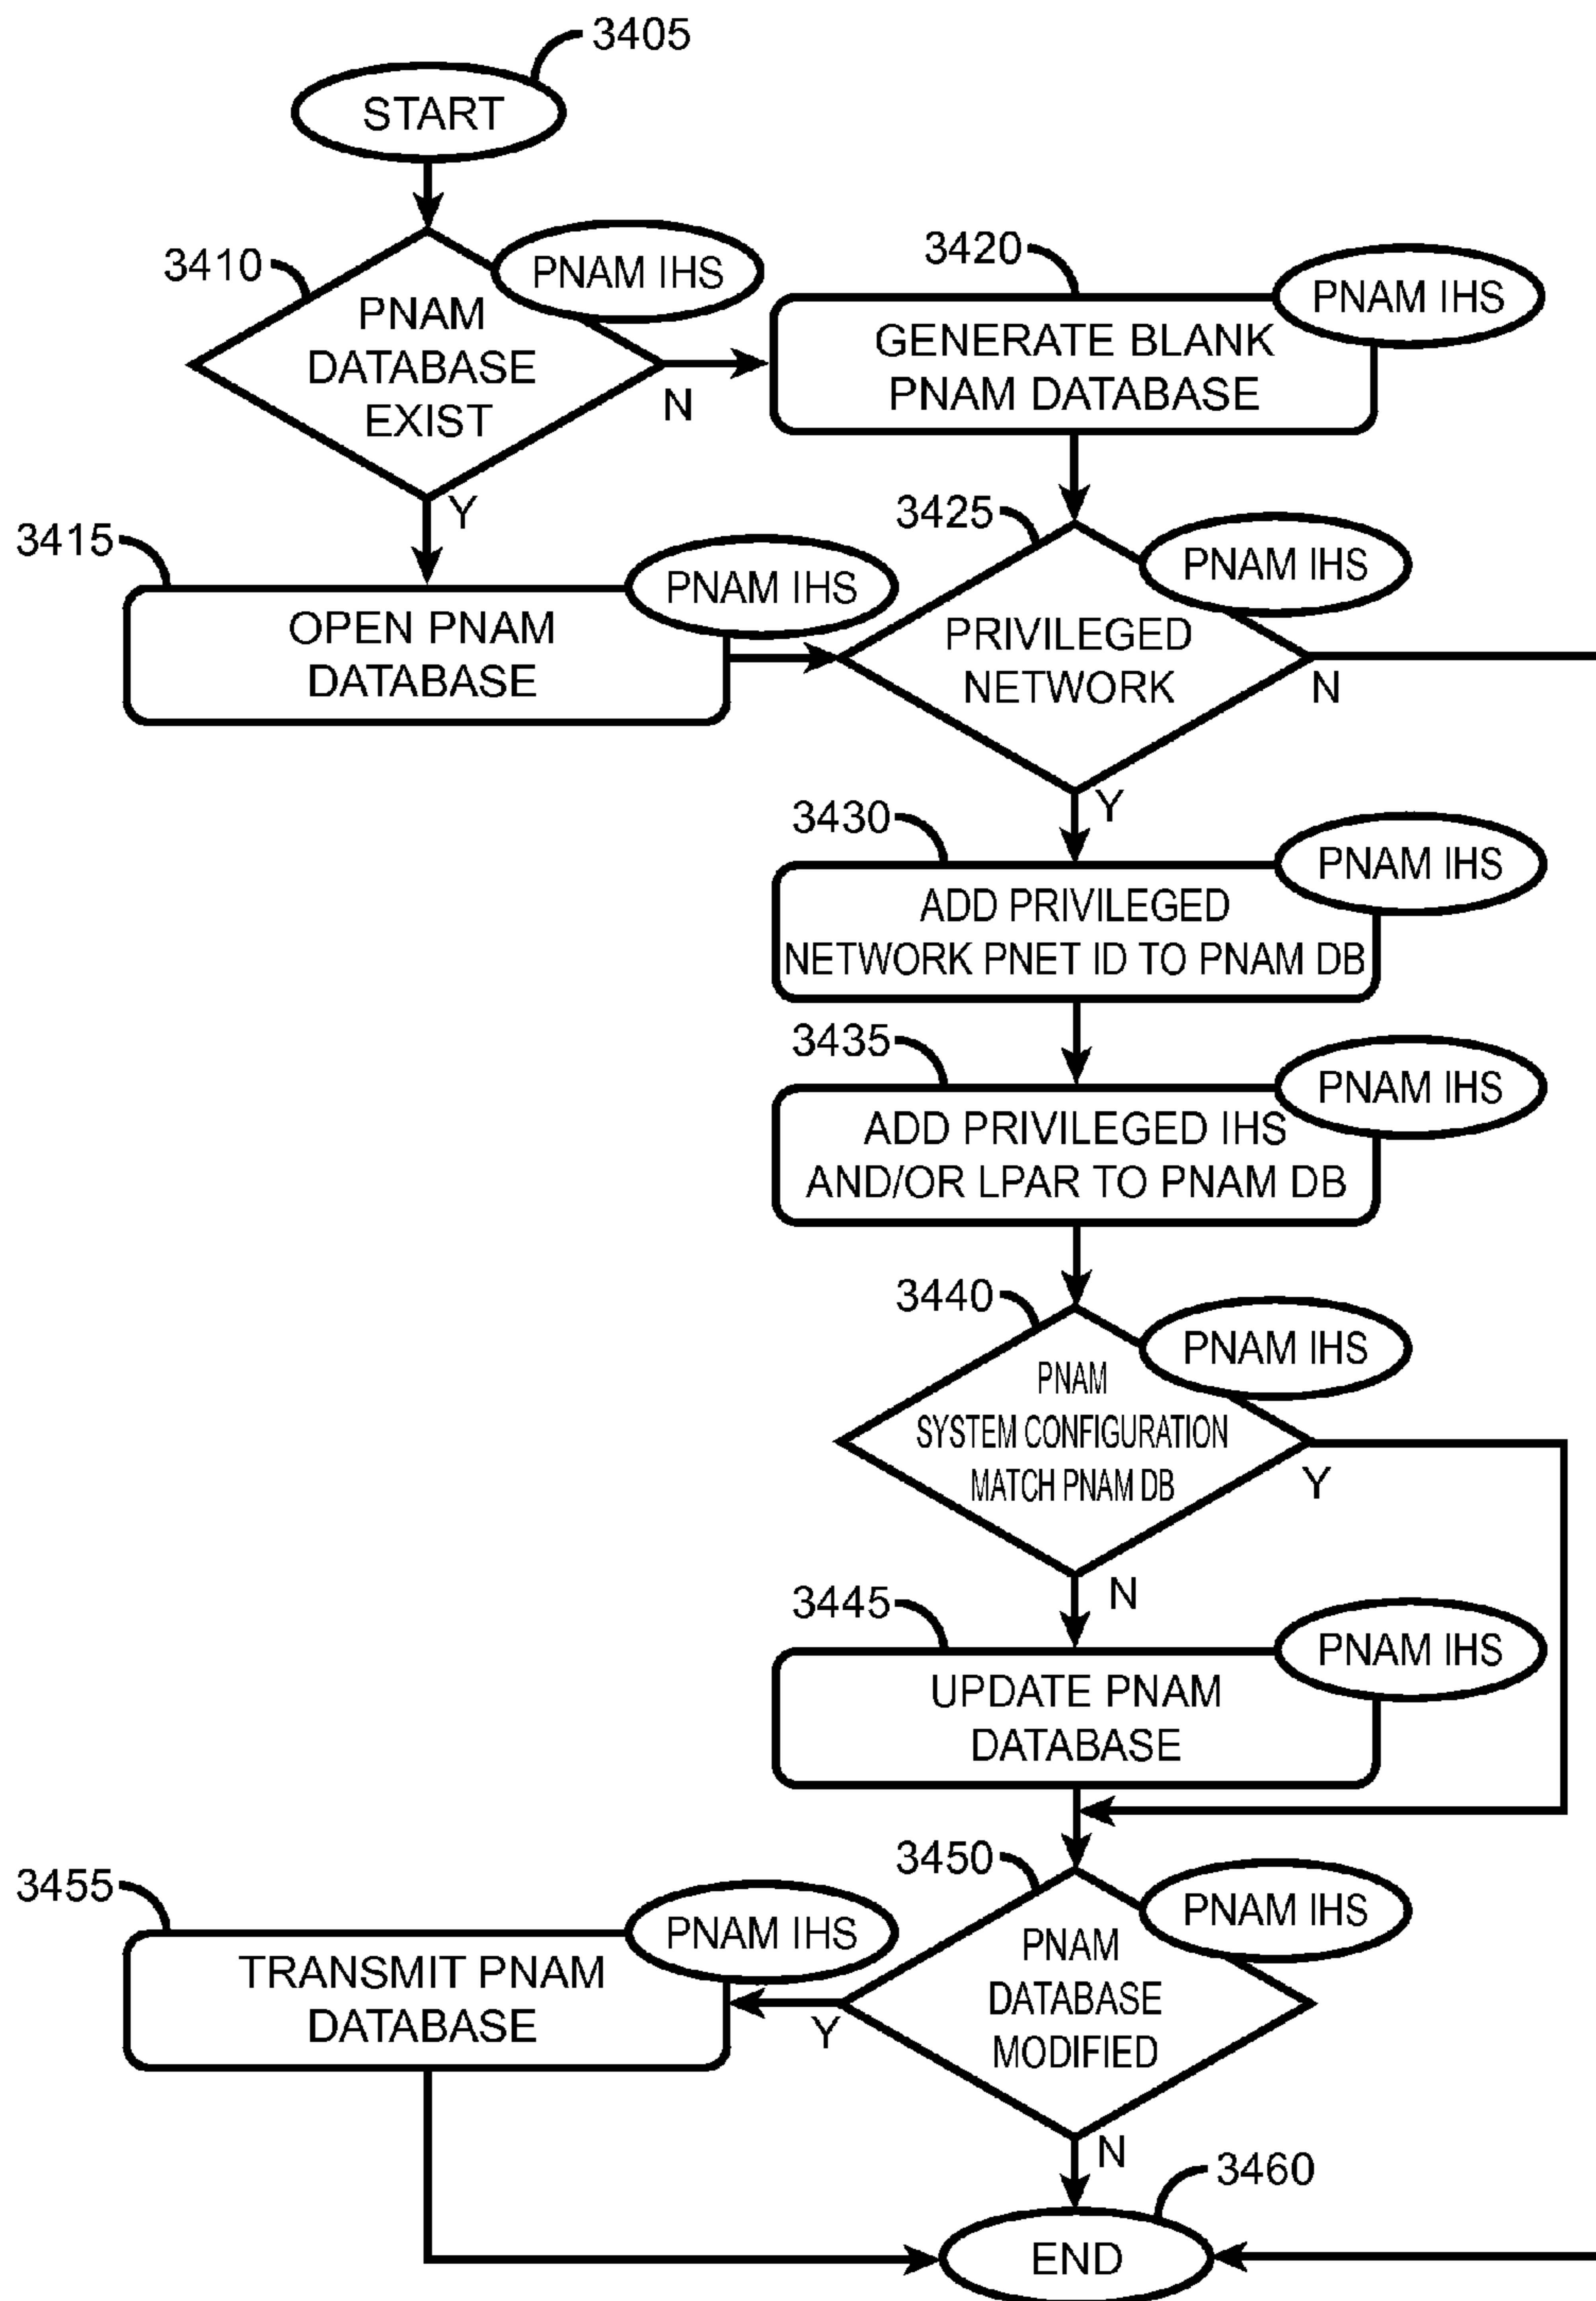 3405
START
3410
PNAM IHS
PNAM
DATABASE
EXIST
N
Y
3420
PNAM IHS
GENERATE BLANK
PNAM DATABASE
3415
PNAM IHS
OPEN PNAM
DATABASE
3425
PNAM IHS
PRIVILEGED
NETWORK
N
Y
3430
PNAM IHS
ADD PRIVILEGED
NETWORK PNET ID TO PNAM DB
3435
PNAM IHS
ADD PRIVILEGED IHS
AND/OR LPAR TO PNAM DB
3440
PNAM IHS
PNAM
SYSTEM CONFIGURATION
MATCH PNAM DB
Y
N
3445
PNAM IHS
UPDATE PNAM
DATABASE
3450
PNAM IHS
PNAM
DATABASE
MODIFIED
Y
N
3455
PNAM IHS
TRANSMIT PNAM
DATABASE
3460
END